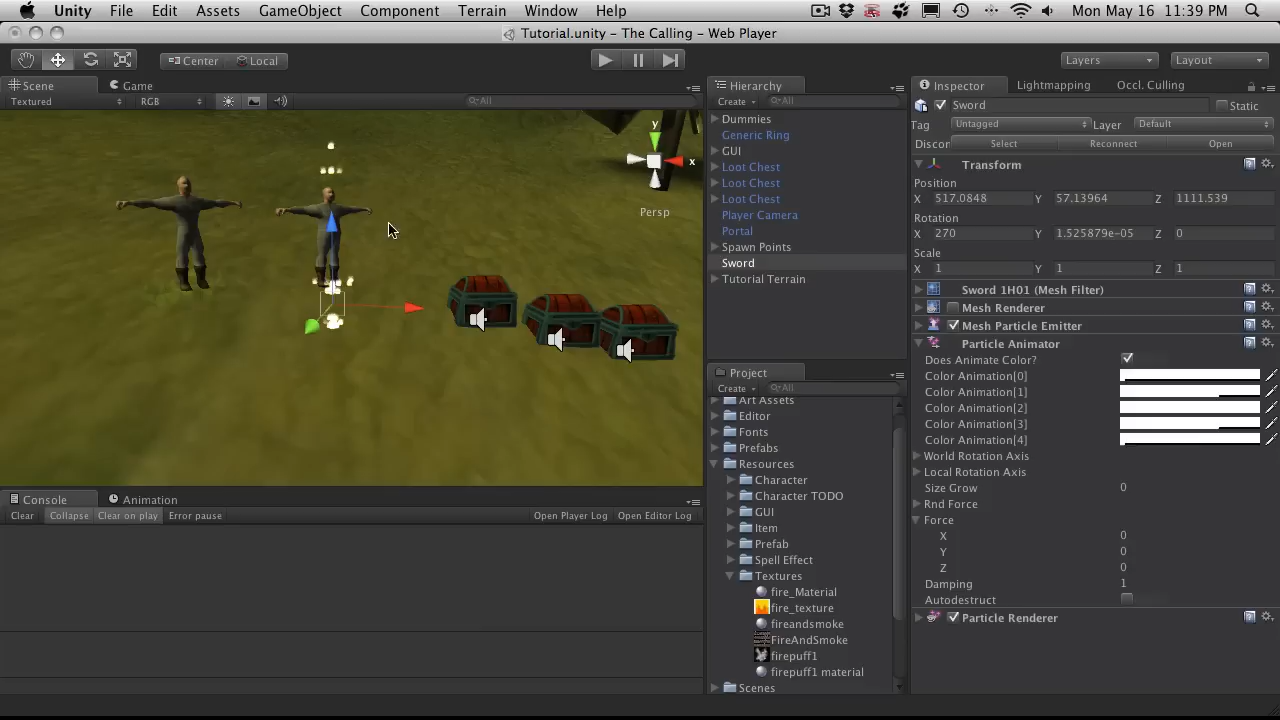 Unity File Edit Assets GameObject Component Terrain Window Help Mon May 16 11:39 PM
Tutorial.unity - The Calling - Web Player
Center Local Layers Layout
Scene Game
Textured RGB All
y
x
Persp
Hierarchy
Create All
Dummies
Generic Ring
GUI
Loot Chest
Loot Chest
Loot Chest
Player Camera
Portal
Spawn Points
Sword
Tutorial Terrain
Project
Create All
Art Assets
Editor
Fonts
Prefabs
Resources
Character
Character TODO
GUI
Item
Prefab
Spell Effect
Textures
fire_Material
fire_texture
fireandsmoke
FireAndSmoke
firepuff1
firepuff1 material
Scenes
Inspector Lightmapping Occl. Culling
Sword Static
Tag Untagged Layer Default
Discon Select Reconnect Open
Transform
Position
X 517.0848 Y 57.13964 Z 1111.539
Rotation
X 270 Y 1.525879e-05 Z 0
Scale
X 1 Y 1 Z 1
Sword 1H01 (Mesh Filter)
Mesh Renderer
Mesh Particle Emitter
Particle Animator
Does Animate Color?
Color Animation[0]
Color Animation[1]
Color Animation[2]
Color Animation[3]
Color Animation[4]
World Rotation Axis
Local Rotation Axis
Size Grow 0
Rnd Force
Force
X 0
Y 0
Z 0
Damping 1
Autodestruct
Particle Renderer
Console Animation
Clear Collapse Clear on play Error pause Open Player Log Open Editor Log